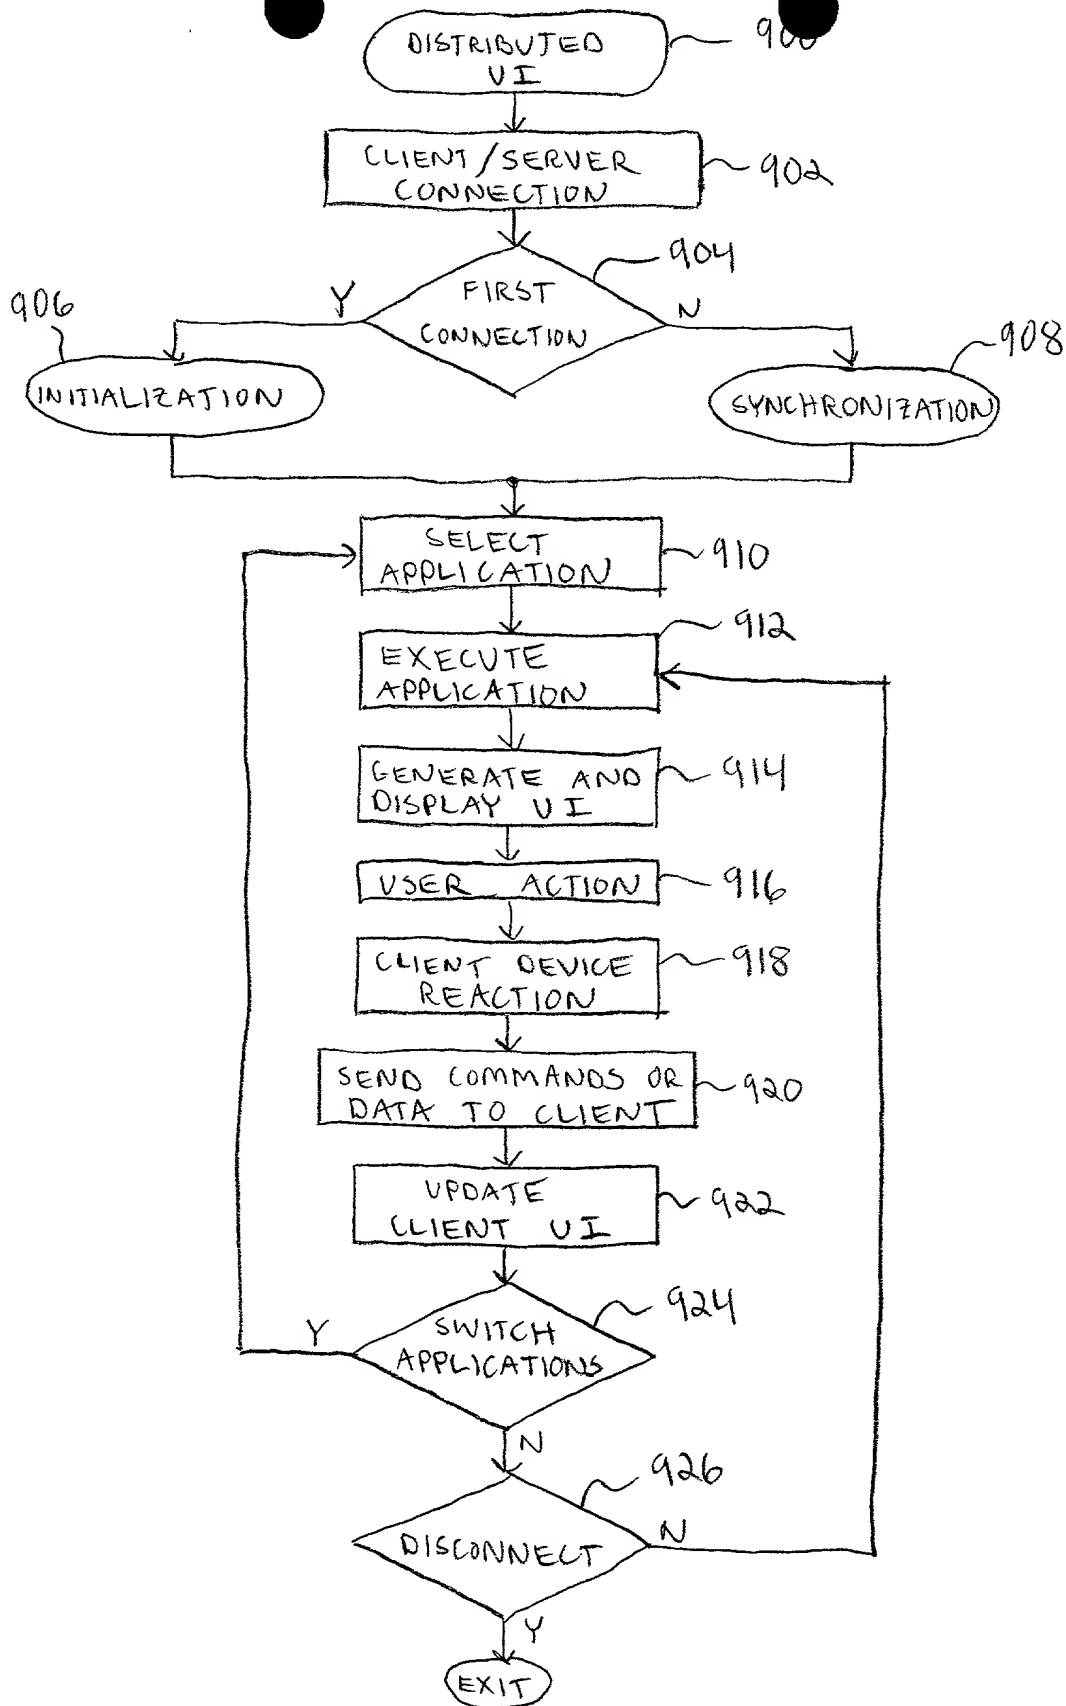 DISTRIBUTED
UI
900
CLIENT/SERVER
CONNECTION
902
904
FIRST
CONNECTION
Y
N
906
INITIALIZATION
908
SYNCHRONIZATION
SELECT
APPLICATION
910
912
EXECUTE
APPLICATION
GENERATE AND
DISPLAY UI
914
USER ACTION
916
CLIENT DEVICE
REACTION
918
SEND COMMANDS OR
DATA TO CLIENT
920
UPDATE
CLIENT UI
922
924
SWITCH
APPLICATIONS
Y
N
926
DISCONNECT
N
Y
EXIT